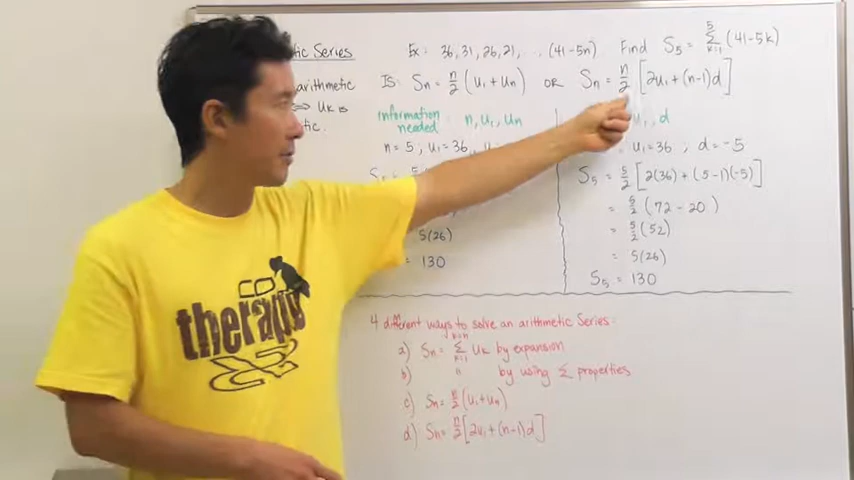 c Series Ex: 36, 31, 26, 21, ... (41-5n) Find S₅ = 5 Σ k=1 (41-5k)
arithmetic IS: Sn = n/2 (u₁ + un) OR Sn = n/2 [2u₁ + (n-1)d]
⟺ uk is
Information needed: n, u₁, un
u₁, d
n = 5, u₁ = 36,
u₁ = 36 ; d = -5
S₅ = 5/2 [2(36) + (5-1)(-5)]
= 5/2 (72 - 20)
5(26) = 5/2 (52)
130 = 5(26)
S₅ = 130
4 different ways to solve an arithmetic Series:
a) Sn = Σ k=1 uk by expansion
b) " by using Σ properties
c) Sn = n/2 (u₁ + un)
d) Sn = n/2 [2u₁ + (n-1)d]
therapy